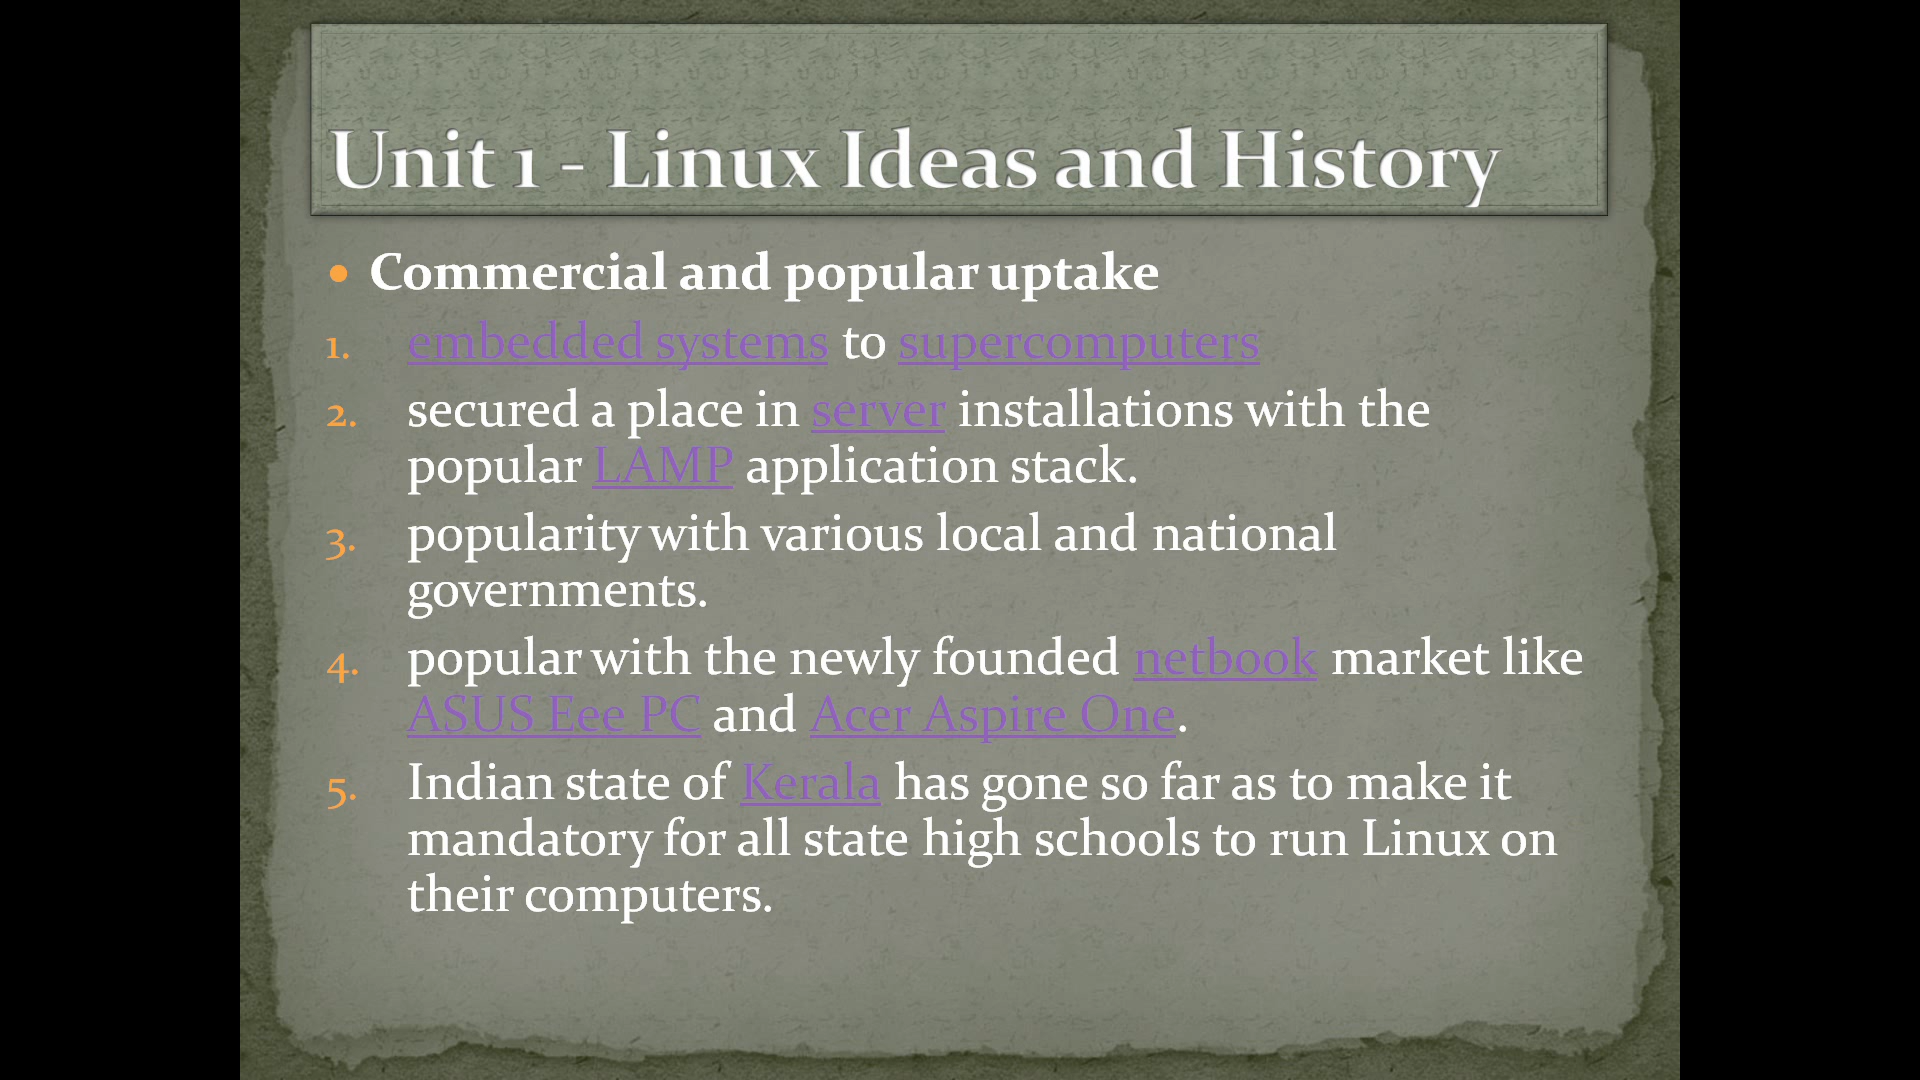 Unit 1 - Linux Ideas and History
• Commercial and popular uptake
1. embedded systems to supercomputers
2. secured a place in server installations with the
popular LAMP application stack.
3. popularity with various local and national
governments.
4. popular with the newly founded netbook market like
ASUS Eee PC and Acer Aspire One.
5. Indian state of Kerala has gone so far as to make it
mandatory for all state high schools to run Linux on
their computers.